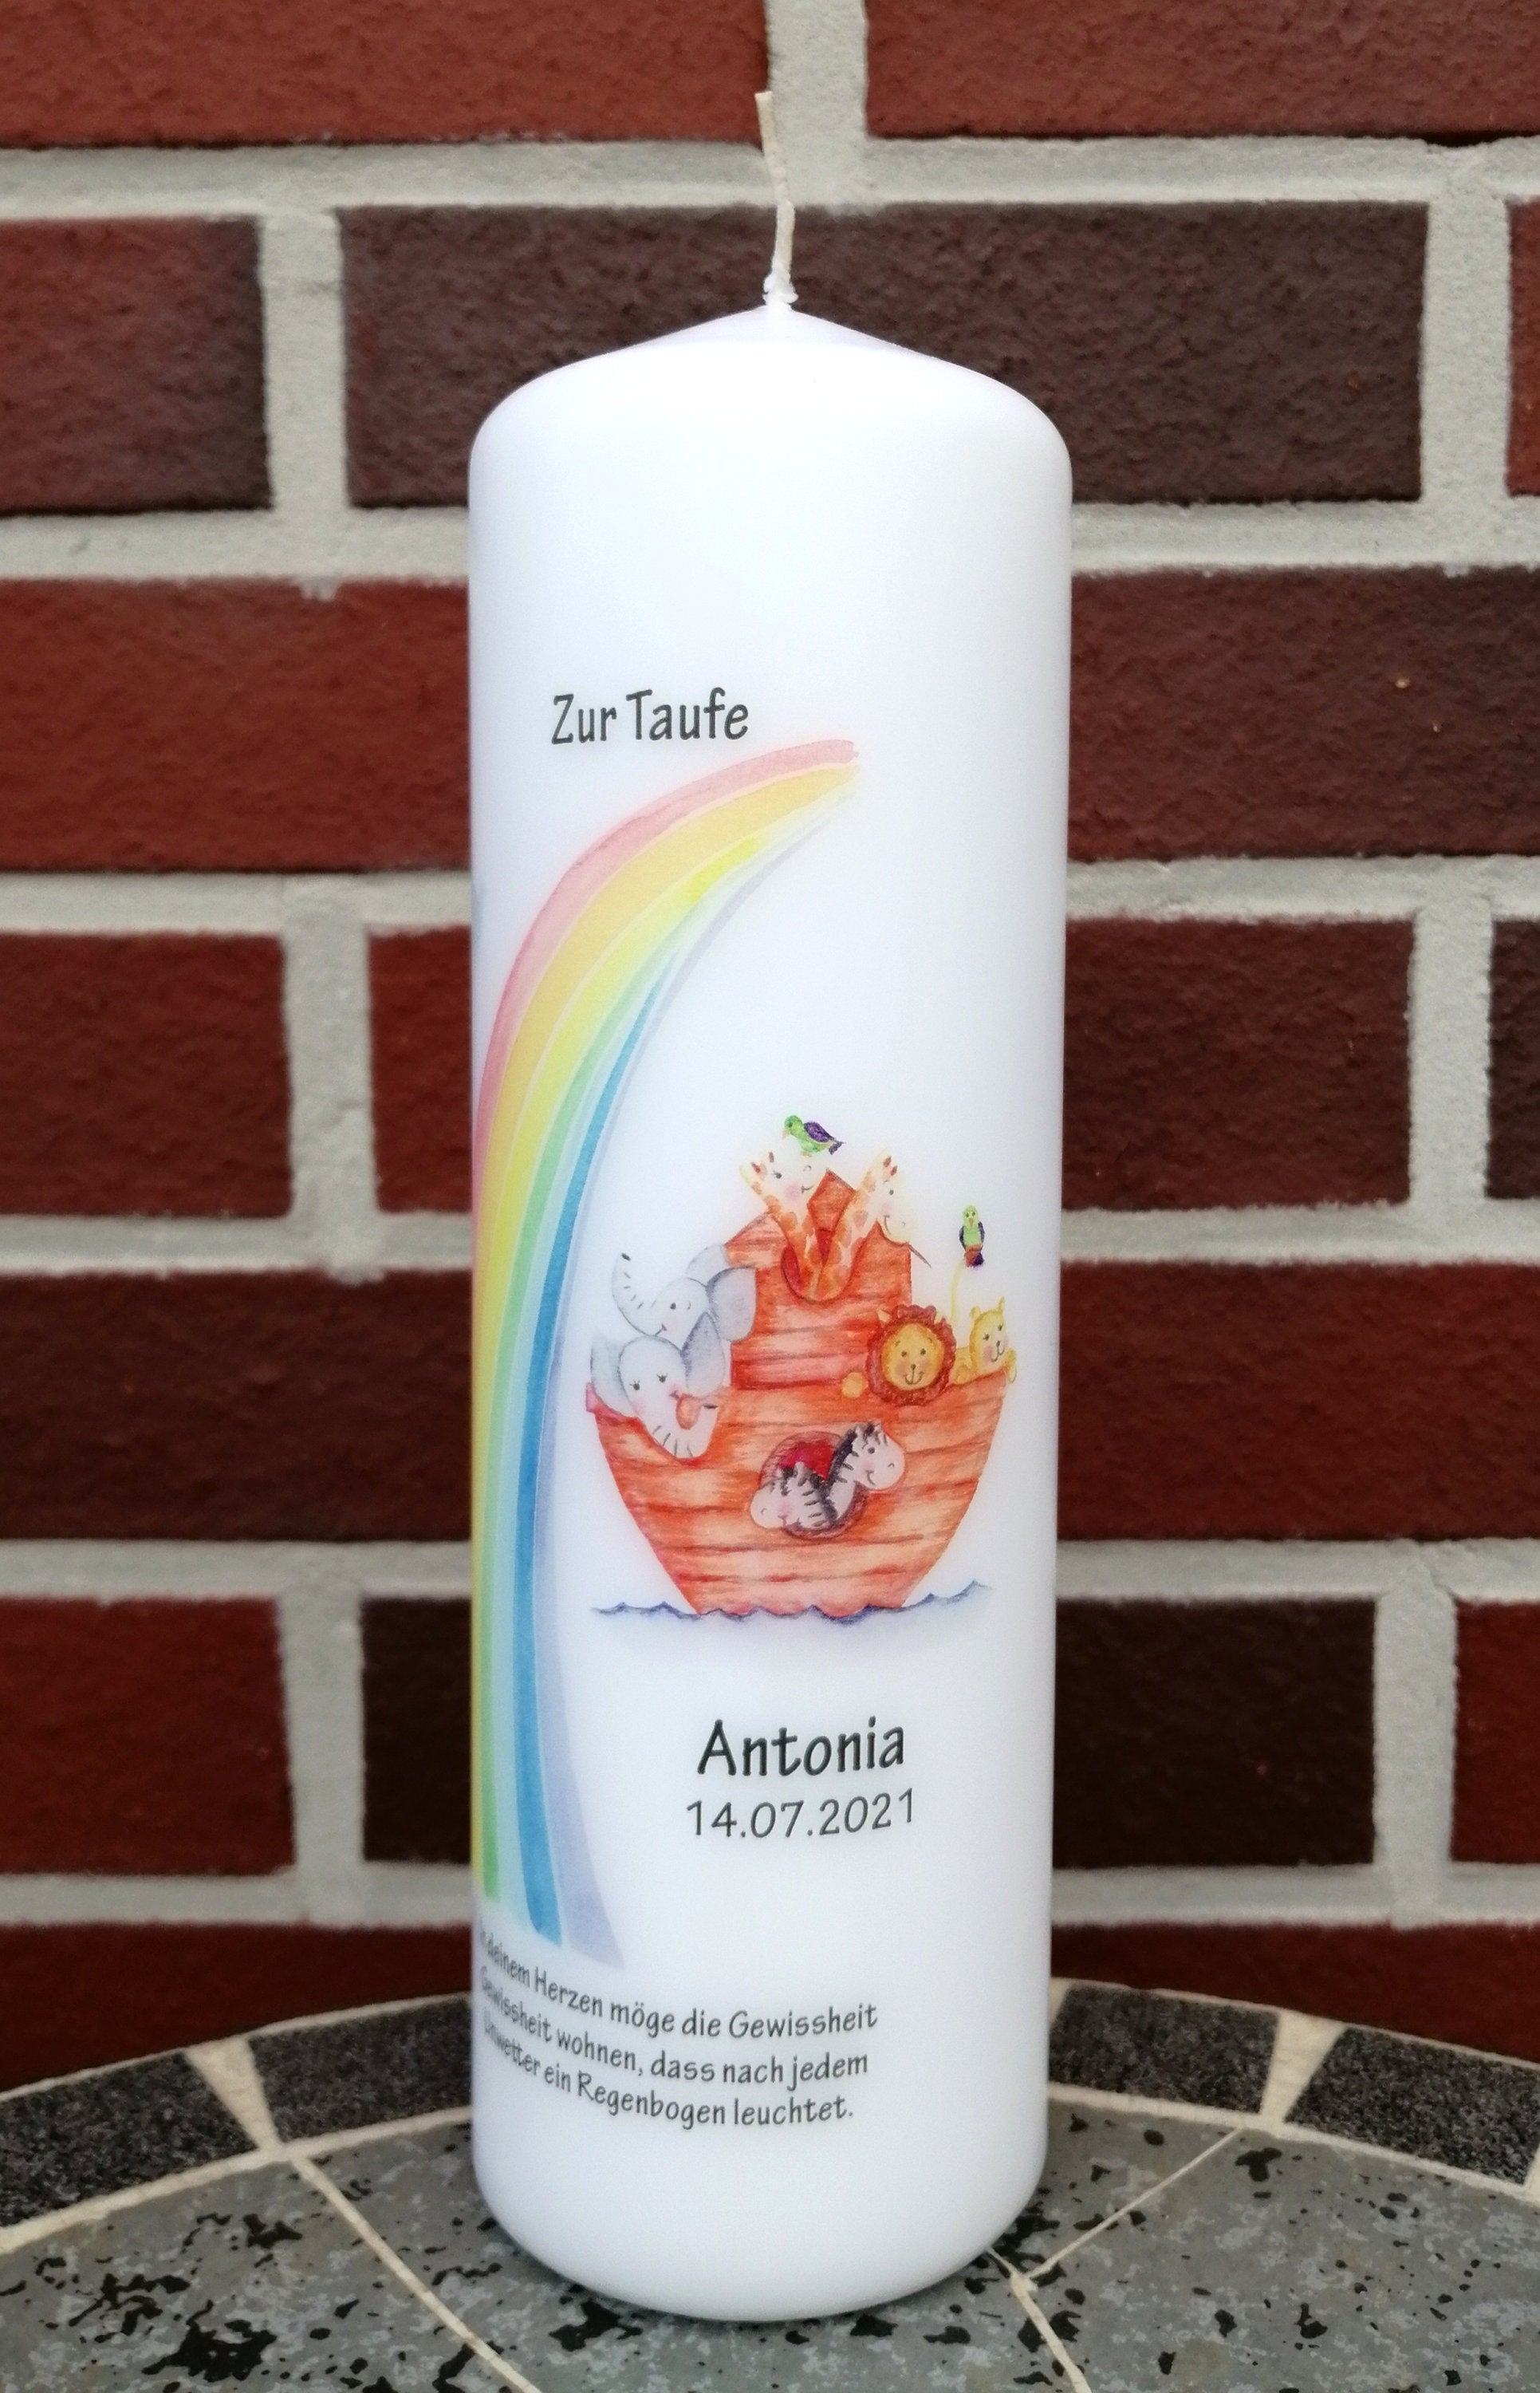 Zur Taufe
Antonia
14.07.2021
In deinem Herzen möge die Gewissheit
Gewissheit wohnen, dass nach jedem
Unwetter ein Regenbogen leuchtet.